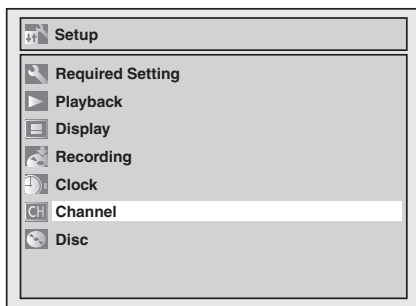 Setup
Required Setting
Playback
Display
Recording
Clock
CH Channel
Disc